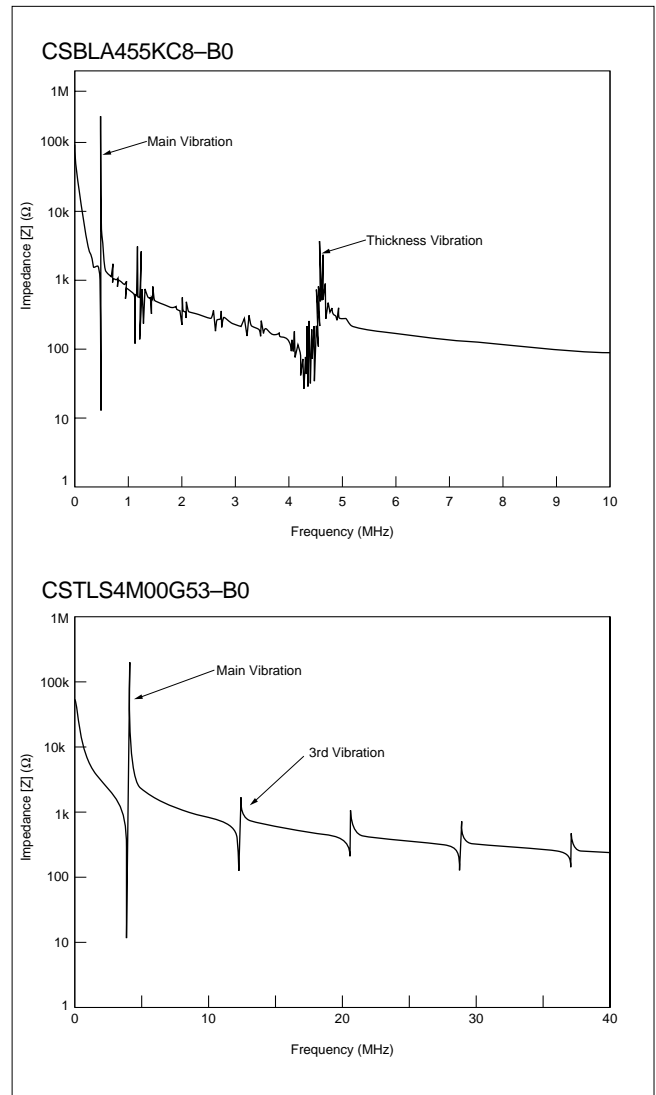 CSBLA455KC8–B0
1M
100k
10k
1k
100
10
1
Impedance [Z] (Ω)
Main Vibration
Thickness Vibration
0 1 2 3 4 5 6 7 8 9 10
Frequency (MHz)
CSTLS4M00G53–B0
1M
100k
10k
1k
100
10
1
Impedance [Z] (Ω)
Main Vibration
3rd Vibration
0 10 20 30 40
Frequency (MHz)